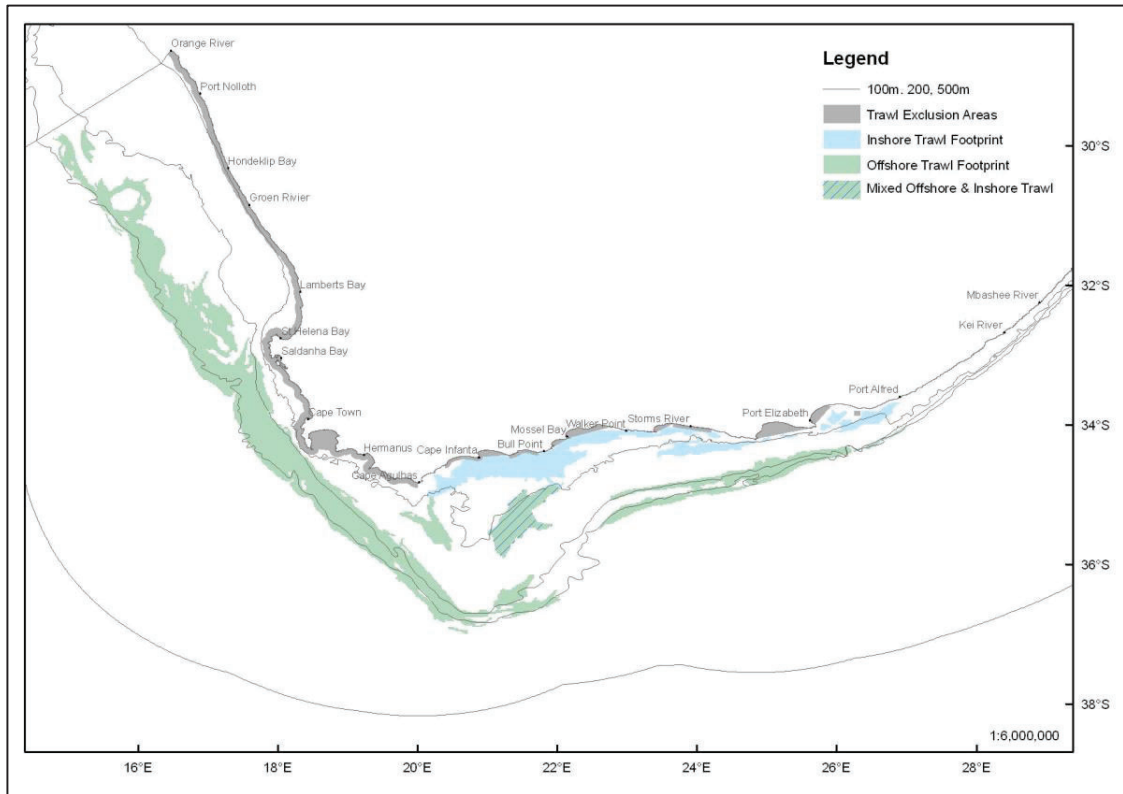 Orange River
Port Nolloth
Hondeklip Bay
Groen Rivier
Lamberts Bay
St Helena Bay
Saldanha Bay
Cape Town
Hermanus
Cape Agulhas
Cape Infanta
Bull Point
Mossel Bay
Walker Point
Storms River
Port Elizabeth
Port Alfred
Kei River
Mbashee River
Legend
100m. 200, 500m
Trawl Exclusion Areas
Inshore Trawl Footprint
Offshore Trawl Footprint
Mixed Offshore & Inshore Trawl
30°S
32°S
34°S
36°S
38°S
1:6,000,000
16°E
18°E
20°E
22°E
24°E
26°E
28°E